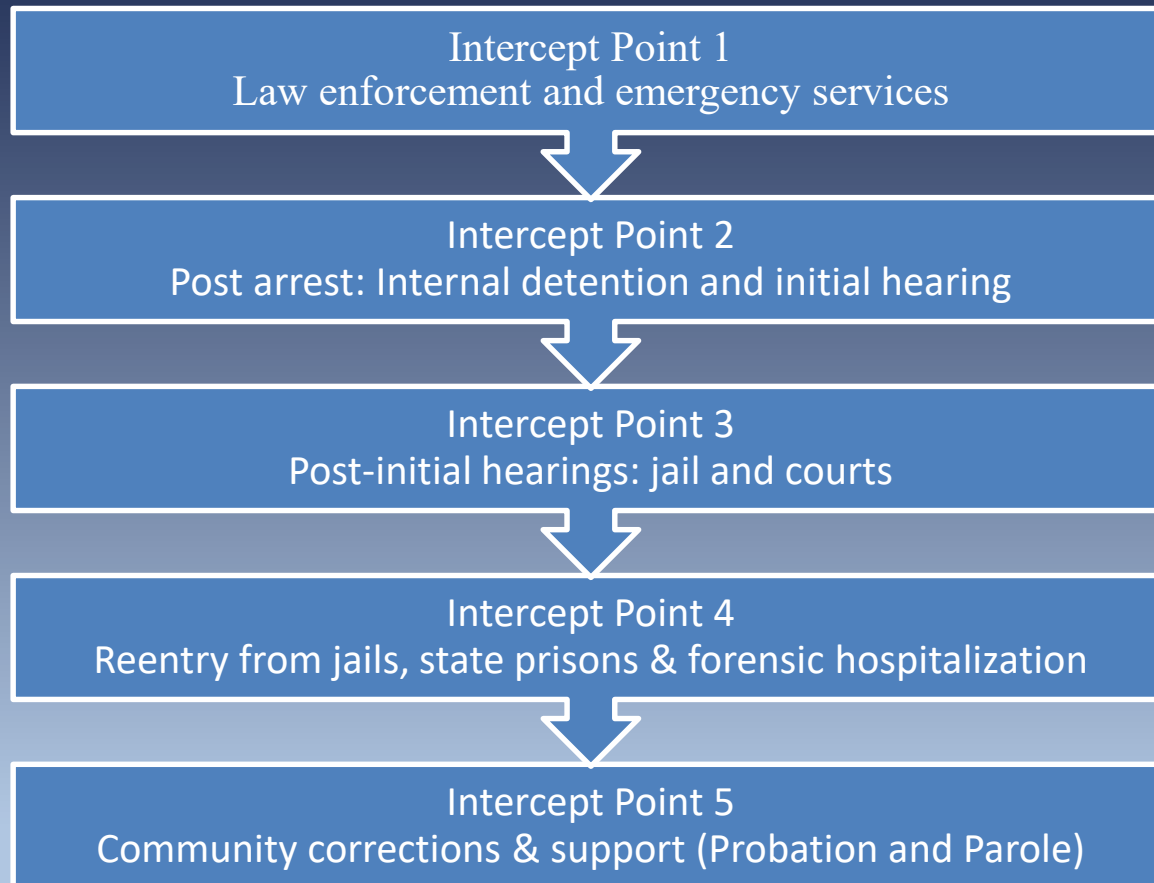 Intercept Point 1
Law enforcement and emergency services
Intercept Point 2
Post arrest: Internal detention and initial hearing
Intercept Point 3
Post-initial hearings: jail and courts
Intercept Point 4
Reentry from jails, state prisons & forensic hospitalization
Intercept Point 5
Community corrections & support (Probation and Parole)